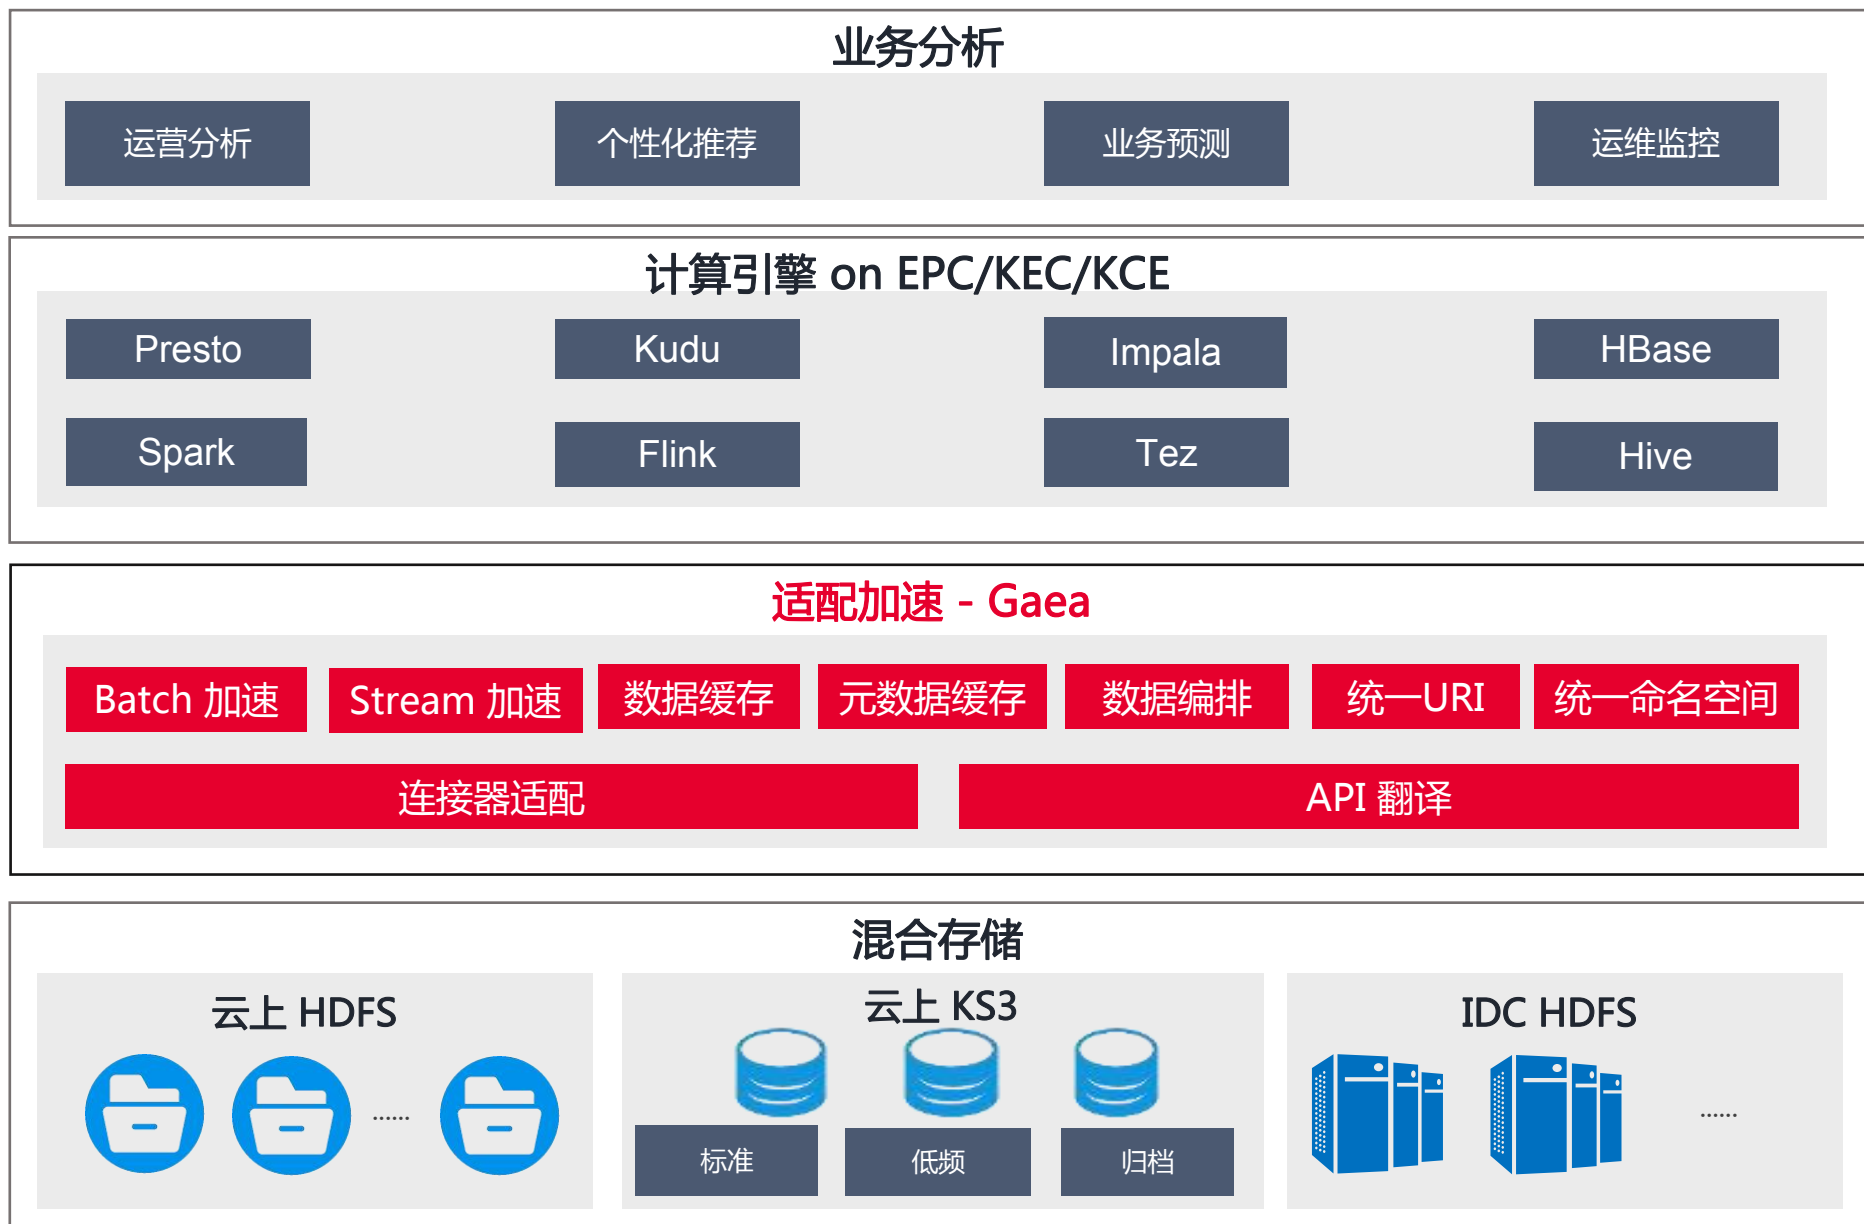 业务分析
运营分析
个性化推荐
业务预测
运维监控
计算引擎 on EPC/KEC/KCE
Presto
Kudu
Impala
HBase
Spark
Flink
Tez
Hive
适配加速 - Gaea
Batch 加速
Stream 加速
数据缓存
元数据缓存
数据编排
统一URI
统一命名空间
连接器适配
API 翻译
混合存储
云上 HDFS
......
云上 KS3
标准
低频
归档
IDC HDFS
......